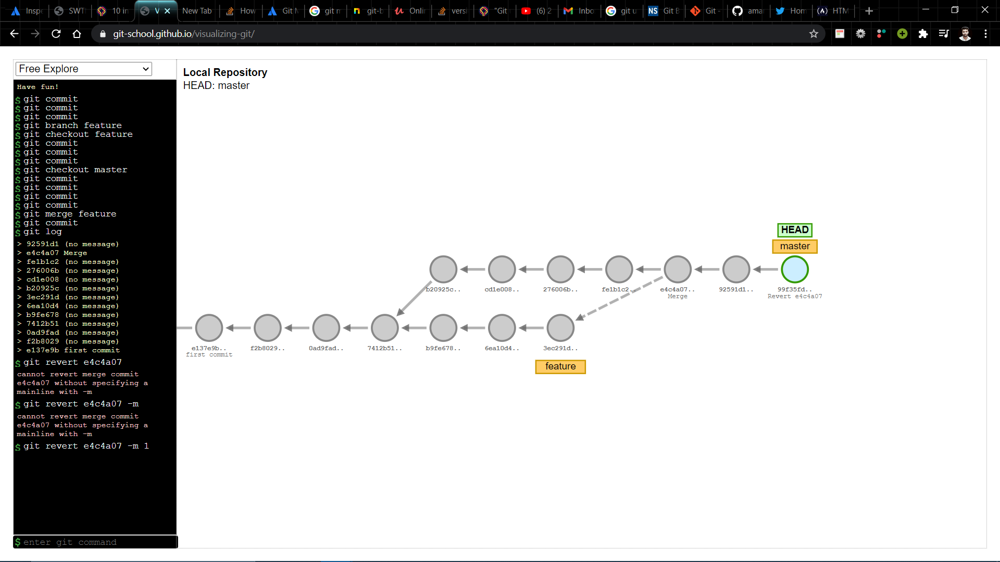 Insp
SWT
10 in
V
New Tab
How
Git M
git m
git-b
Onli
versi
"Git
(6) 2
Inbo
git u
NS
Git B
Git -
ama
Hom
HTM
git-school.github.io/visualizing-git/
Free Explore
Local Repository
HEAD: master
Have fun!
$ git commit
$ git commit
$ git commit
$ git branch feature
$ git checkout feature
$ git commit
$ git commit
$ git commit
$ git checkout master
$ git commit
$ git commit
$ git commit
$ git commit
$ git merge feature
$ git commit
$ git log
> 92591d1 (no message)
> e4c4a07 Merge
> fe1b1c2 (no message)
> 276006b (no message)
> cd1e008 (no message)
> b20925c (no message)
> 3ec291d (no message)
> 6ea10d4 (no message)
> b9fe678 (no message)
> 7412b51 (no message)
> 0ad9fad (no message)
> f2b8029 (no message)
> e137e9b first commit
$ git revert e4c4a07
cannot revert merge commit
e4c4a07 without specifying a
mainline with -m
$ git revert e4c4a07 -m
cannot revert merge commit
e4c4a07 without specifying a
mainline with -m
$ git revert e4c4a07 -m 1
$ enter git command
HEAD
master
b20925c..
cd1e008..
276006b..
fe1b1c2..
e4c4a07..
Merge
92591d1..
99f35fd..
Revert e4c4a07
e137e9b..
first commit
f2b8029..
0ad9fad..
7412b51..
b9fe678..
6ea10d4..
3ec291d..
feature